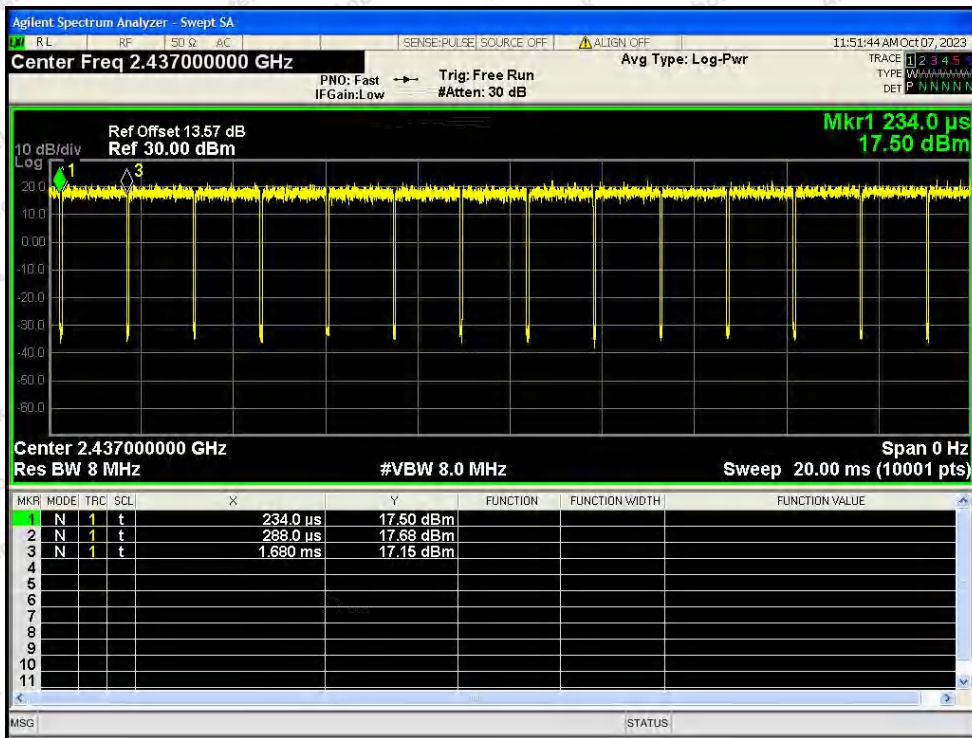 Agilent Spectrum Analyzer - Swept SA
RL RF 50 Ω AC SENSE:PULSE SOURCE OFF ALIGN OFF 11:51:44 AM Oct 07, 2023
Center Freq 2.437000000 GHz
PNO: Fast
IFGain:Low
Trig: Free Run
#Atten: 30 dB
Avg Type: Log-Pwr
TRACE 1 2 3 4 5
TYPE
DET P N N N N N
Mkr1 234.0 µs
17.50 dBm
Ref Offset 13.57 dB
10 dB/div Ref 30.00 dBm
Log
1
3
20.0
10.0
0.00
-10.0
-20.0
-30.0
-40.0
-50.0
-60.0
Center 2.437000000 GHz Span 0 Hz
Res BW 8 MHz #VBW 8.0 MHz Sweep 20.00 ms (10001 pts)
MKR MODE TRC SCL X Y FUNCTION FUNCTION WIDTH FUNCTION VALUE
1 N 1 t 234.0 µs 17.50 dBm
2 N 1 t 288.0 µs 17.68 dBm
3 N 1 t 1.680 ms 17.15 dBm
4
5
6
7
8
9
10
11
MSG STATUS